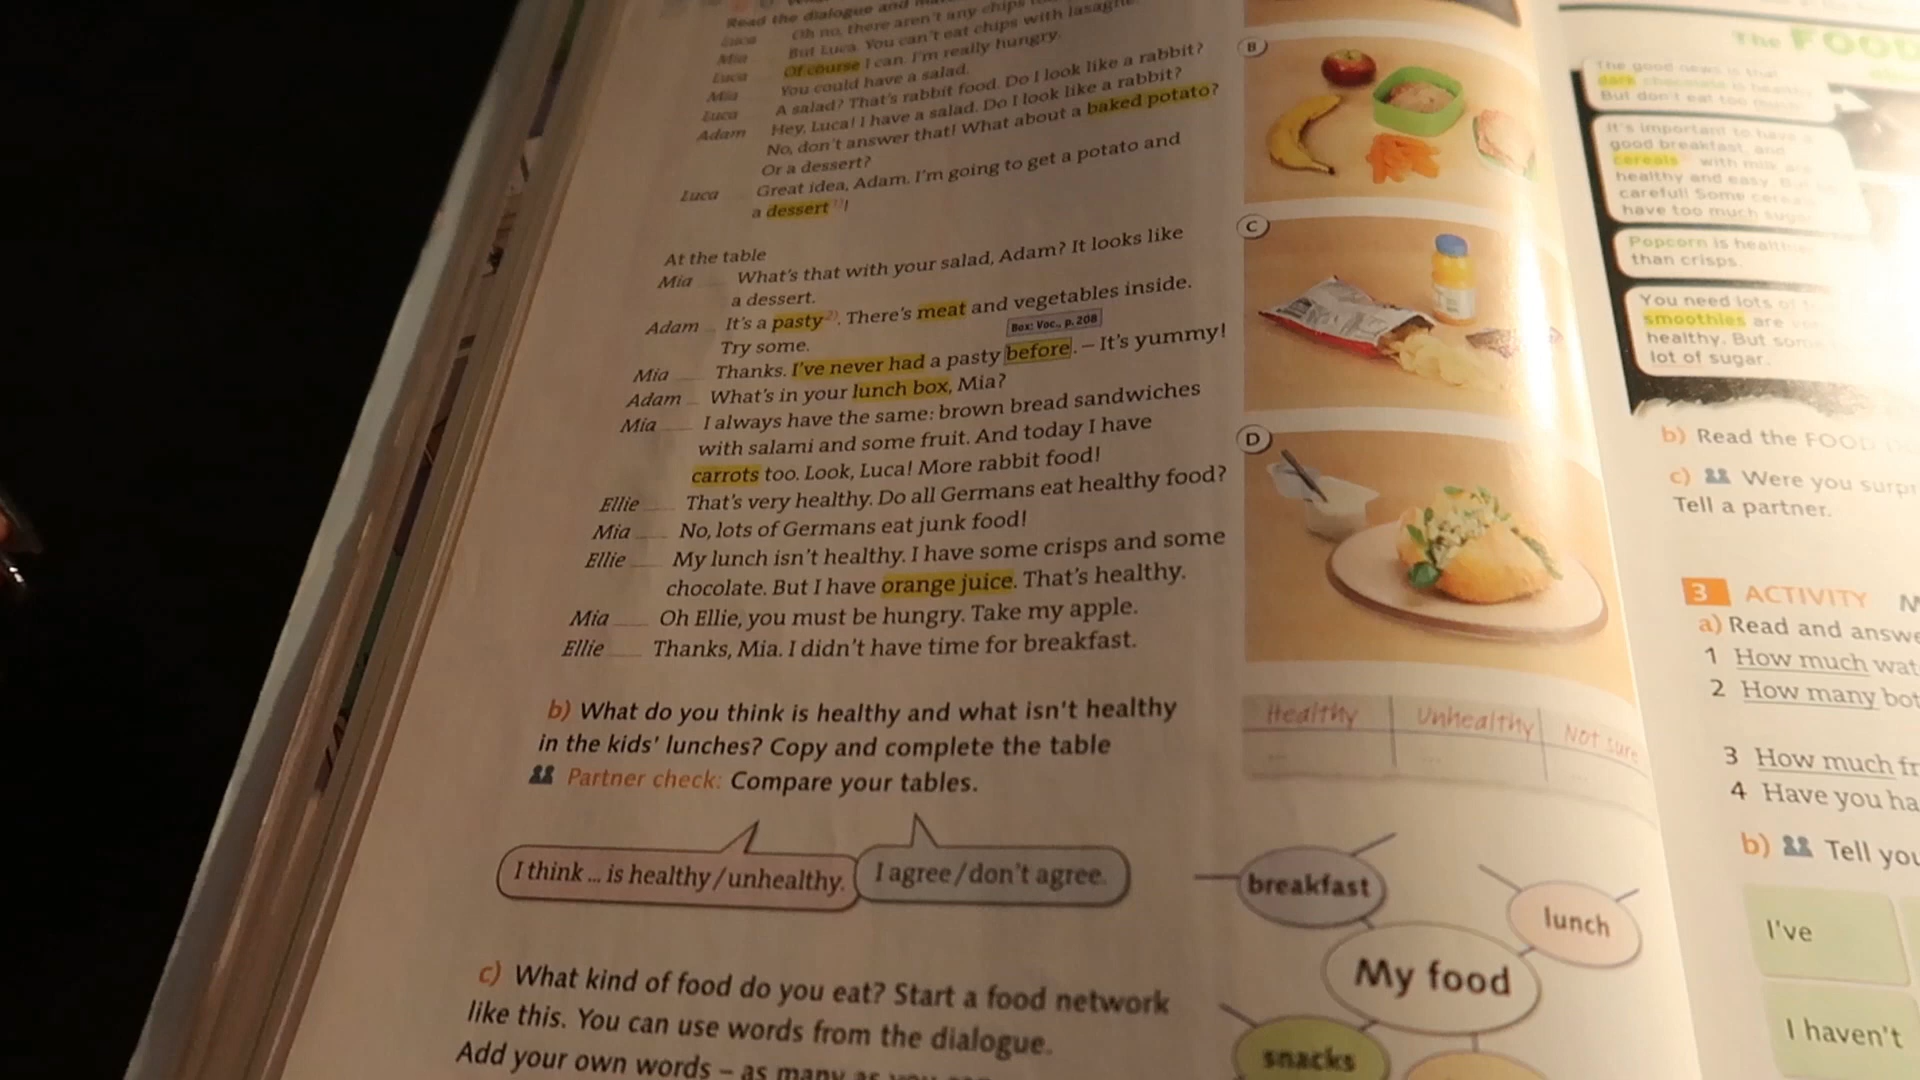 Read the dialogue and
Luca Oh no, there aren't any chips
Mia But Luca. You can't eat chips with lasagne.
Luca Of course I can. I'm really hungry.
Mia You could have a salad.
Luca A salad? That's rabbit food. Do I look like a rabbit?
Adam Hey, Luca! I have a salad. Do I look like a rabbit?
No, don't answer that! What about a baked potato?
Or a dessert?
Luca Great idea, Adam. I'm going to get a potato and
a dessert¹⁾!
At the table
Mia What's that with your salad, Adam? It looks like
a dessert.
Adam It's a pasty²⁾. There's meat and vegetables inside.
Try some.
Box: Voc., p. 208
Mia Thanks. I've never had a pasty before. – It's yummy!
Adam What's in your lunch box, Mia?
Mia I always have the same: brown bread sandwiches
with salami and some fruit. And today I have
carrots too. Look, Luca! More rabbit food!
Ellie That's very healthy. Do all Germans eat healthy food?
Mia No, lots of Germans eat junk food!
Ellie My lunch isn't healthy. I have some crisps and some
chocolate. But I have orange juice. That's healthy.
Mia Oh Ellie, you must be hungry. Take my apple.
Ellie Thanks, Mia. I didn't have time for breakfast.
b) What do you think is healthy and what isn't healthy
in the kids' lunches? Copy and complete the table
Partner check: Compare your tables.
I think ... is healthy/unhealthy.
I agree/don't agree.
c) What kind of food do you eat? Start a food network
like this. You can use words from the dialogue.
Add your own words – as many as you
B
C
D
Healthy Unhealthy Not sure
... ... ...
breakfast
lunch
My food
snacks
The FOOD
The good news is that
dark chocolate is healthy
But don't eat too much
It's important to have a
good breakfast, and
cereals with milk are
healthy and easy.
careful! Some cereals
have too much sugar
Popcorn is
than crisps.
You need lots of
smoothies are
healthy. But some
lot of sugar.
b) Read the FOOD
c) Were you surpr
Tell a partner.
3 ACTIVITY
a) Read and answe
1 How much wat
2 How many bot
3 How much fr
4 Have you ha
b) Tell you
I've
I haven't